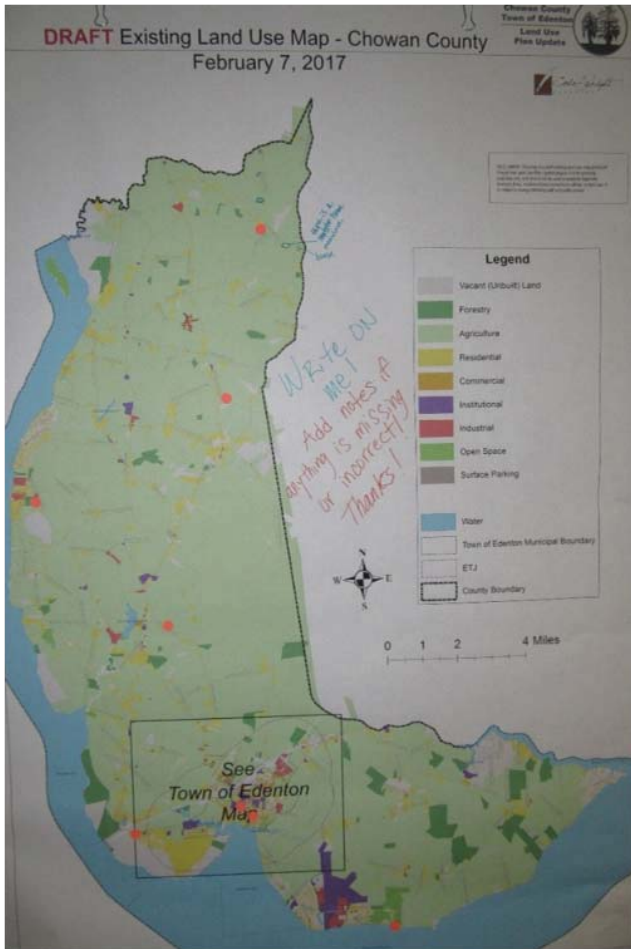 Chowan County
Town of Edenton
Land Use
Plan Update
DRAFT Existing Land Use Map - Chowan County
February 7, 2017
Write on
me!
Add notes if
anything is missing
or incorrect!
Thanks!
Legend
Vacant (Unbuilt) Land
Forestry
Agriculture
Residential
Commercial
Institutional
Industrial
Open Space
Surface Parking
Water
Town of Edenton Municipal Boundary
ETJ
County Boundary
N
W E
S
0 1 2 4 Miles
See
Town of Edenton
Map